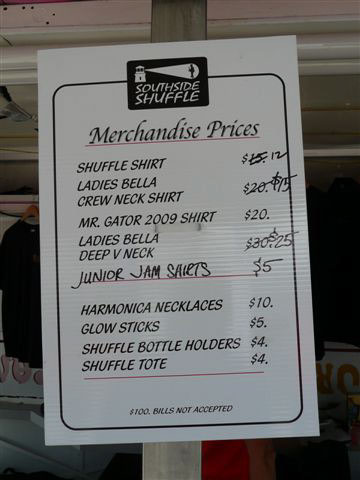 SOUTHSIDE
SHUFFLE
Merchandise Prices
SHUFFLE SHIRT $15. 12
LADIES BELLA
CREW NECK SHIRT $20. $15
MR. GATOR 2009 SHIRT $20.
LADIES BELLA
DEEP V NECK $30. $25
JUNIOR JAM SHIRTS $5
HARMONICA NECKLACES $10.
GLOW STICKS $5.
SHUFFLE BOTTLE HOLDERS $4.
SHUFFLE TOTE $4.
$100. BILLS NOT ACCEPTED